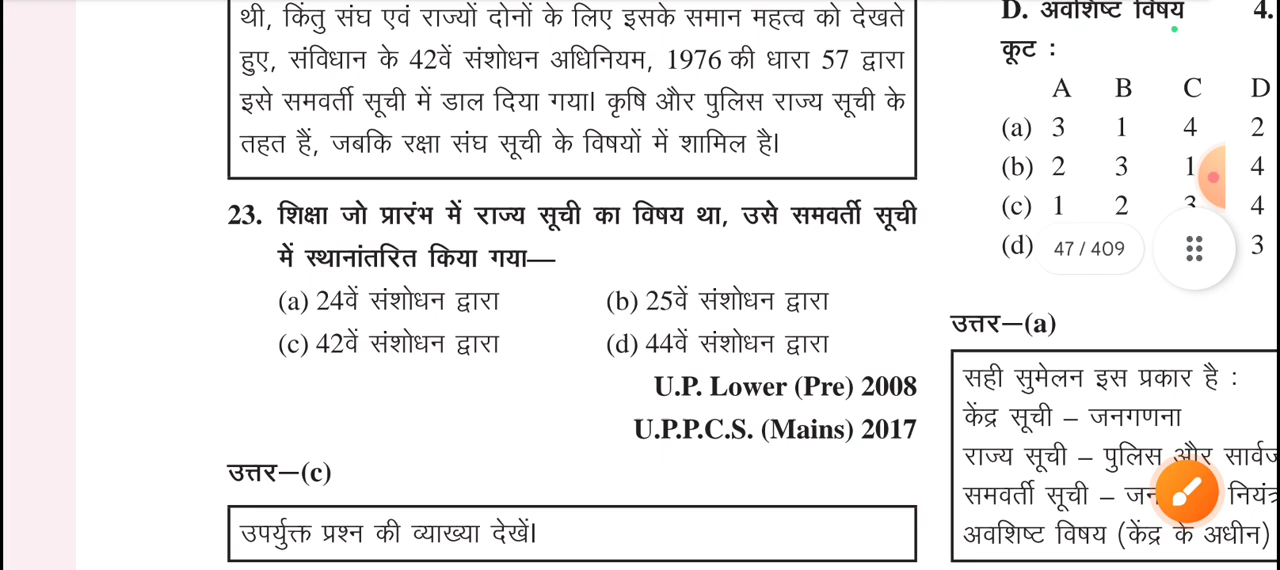 थी, किंतु संघ एवं राज्यों दोनों के लिए इसके समान महत्व को देखते
हुए, संविधान के 42वें संशोधन अधिनियम, 1976 की धारा 57 द्वारा
इसे समवर्ती सूची में डाल दिया गया। कृषि और पुलिस राज्य सूची के
तहत हैं, जबकि रक्षा संघ सूची के विषयों में शामिल है।
23. शिक्षा जो प्रारंभ में राज्य सूची का विषय था, उसे समवर्ती सूची
में स्थानांतरित किया गया—
(a) 24वें संशोधन द्वारा (b) 25वें संशोधन द्वारा
(c) 42वें संशोधन द्वारा (d) 44वें संशोधन द्वारा
U.P. Lower (Pre) 2008
U.P.P.C.S. (Mains) 2017
उत्तर—(c)
उपर्युक्त प्रश्न की व्याख्या देखें।
D. अवशिष्ट विषय 4.
कूट :
A B C D
(a) 3 1 4 2
(b) 2 3 1 4
(c) 1 2 3 4
(d) 3
47 / 409
उत्तर—(a)
सही सुमेलन इस प्रकार है :
केंद्र सूची – जनगणना
राज्य सूची – पुलिस और
समवर्ती सूची –
अवशिष्ट विषय (केंद्र के अधीन)